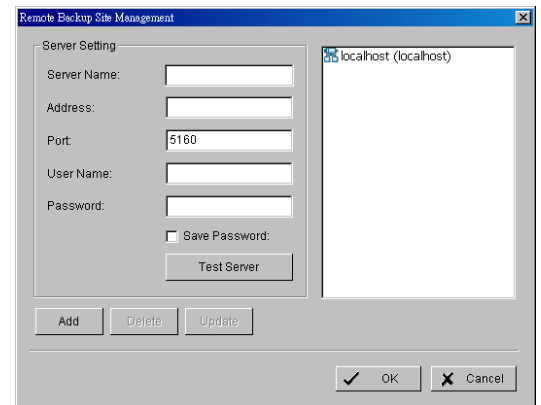 Remote Backup Site Management
Server Setting
Server Name:
Address:
Port: 5160
User Name:
Password:
Save Password:
Test Server
localhost (localhost)
Add Delete Update
OK Cancel